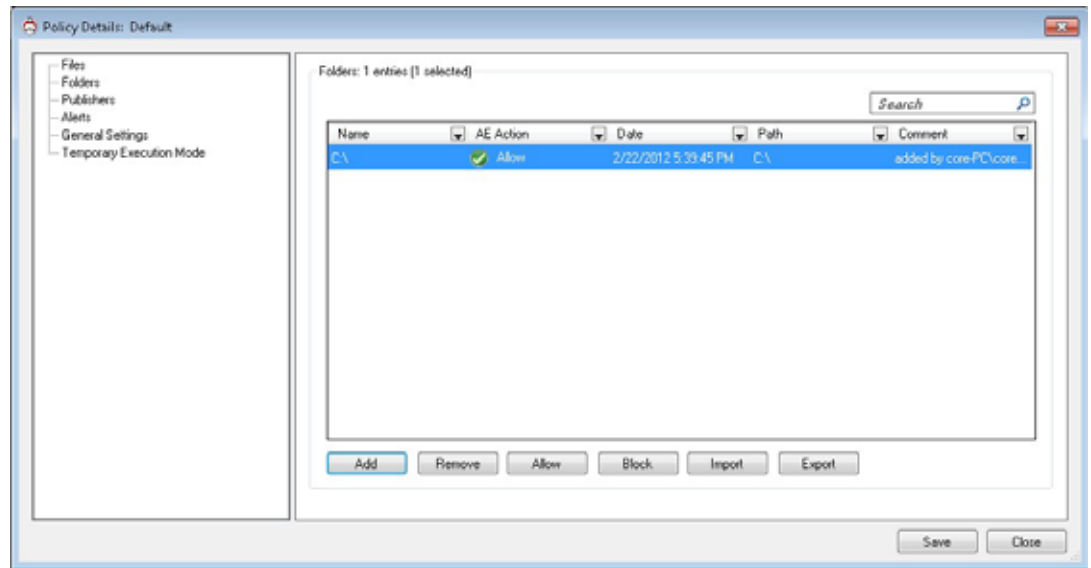 Policy Details: Default
Files
Folders
Publishers
Alerts
General Settings
Temporary Execution Mode
Folders: 1 entries (1 selected)
Search
Name AE Action Date Path Comment
C:\ Allow 2/22/2012 5:39:45 PM C:\ added by core-PC\core...
Add Remove Allow Block Import Export
Save Close